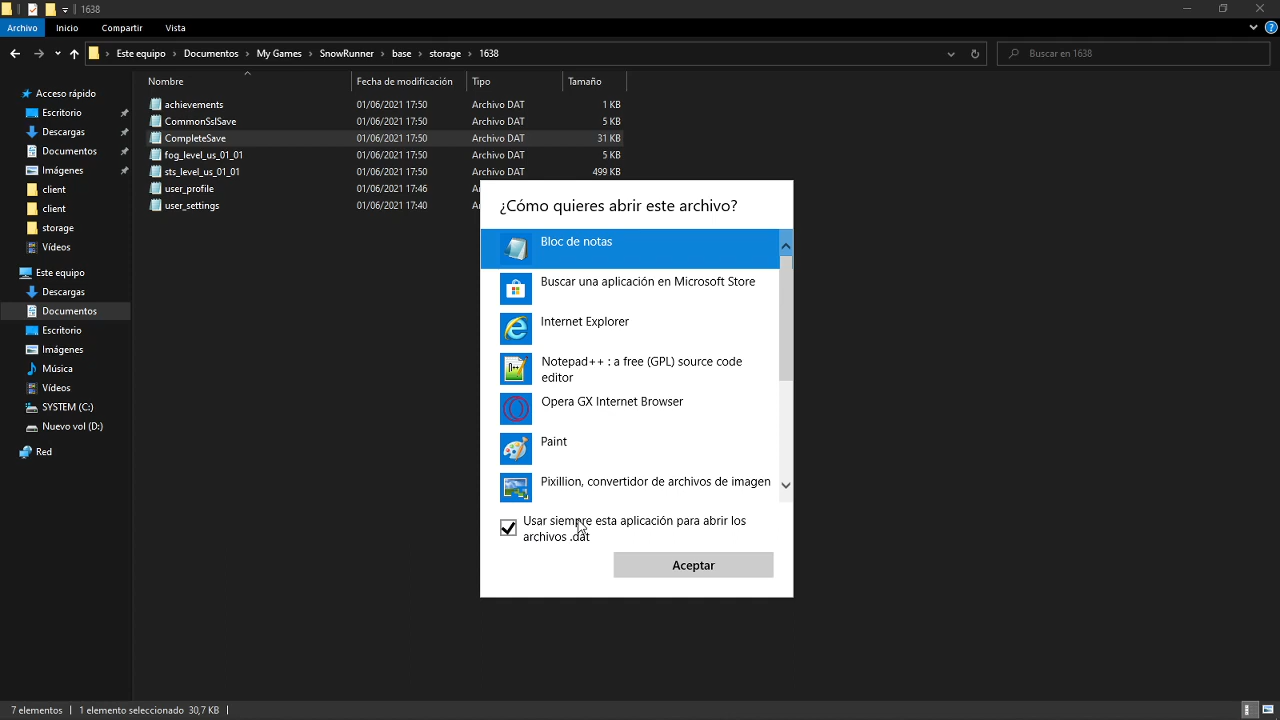 1638
Archivo Inicio Compartir Vista
Este equipo > Documentos > My Games > SnowRunner > base > storage > 1638
Buscar en 1638
Nombre Fecha de modificación Tipo Tamaño
achievements 01/06/2021 17:50 Archivo DAT 1 KB
CommonSslSave 01/06/2021 17:50 Archivo DAT 5 KB
CompleteSave 01/06/2021 17:50 Archivo DAT 31 KB
fog_level_us_01_01 01/06/2021 17:50 Archivo DAT 5 KB
sts_level_us_01_01 01/06/2021 17:50 Archivo DAT 499 KB
user_profile 01/06/2021 17:46
user_settings 01/06/2021 17:40
Acceso rápido
Escritorio
Descargas
Documentos
Imágenes
client
client
storage
Vídeos
Este equipo
Descargas
Documentos
Escritorio
Imágenes
Música
Vídeos
SYSTEM (C:)
Nuevo vol (D:)
Red
¿Cómo quieres abrir este archivo?
Bloc de notas
Buscar una aplicación en Microsoft Store
Internet Explorer
Notepad++ : a free (GPL) source code
editor
Opera GX Internet Browser
Paint
Pixillion, convertidor de archivos de imagen
Usar siempre esta aplicación para abrir los
archivos .dat
Aceptar
7 elementos 1 elemento seleccionado 30,7 KB